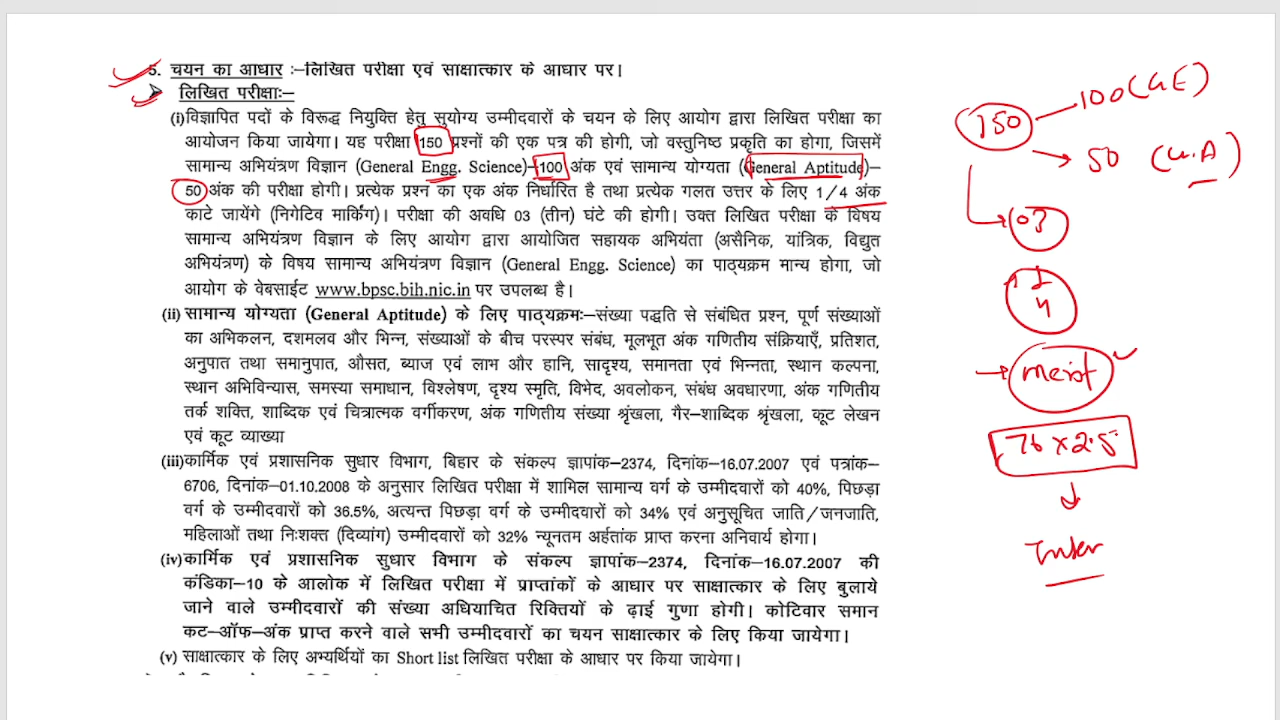 5. चयन का आधार :–लिखित परीक्षा एवं साक्षात्कार के आधार पर।
लिखित परीक्षाः–
(i)विज्ञापित पदों के विरूद्ध नियुक्ति हेतु सुयोग्य उम्मीदवारों के चयन के लिए आयोग द्वारा लिखित परीक्षा का
आयोजन किया जायेगा। यह परीक्षा 150 प्रश्नों की एक पत्र की होगी, जो वस्तुनिष्ठ प्रकृति का होगा, जिसमें
सामान्य अभियंत्रण विज्ञान (General Engg. Science)–100 अंक एवं सामान्य योग्यता (General Aptitude)–
50 अंक की परीक्षा होगी। प्रत्येक प्रश्न का एक अंक निर्धारित है तथा प्रत्येक गलत उत्तर के लिए 1/4 अंक
काटे जायेंगे (निगेटिव मार्किंग)। परीक्षा की अवधि 03 (तीन) घंटे की होगी। उक्त लिखित परीक्षा के विषय
सामान्य अभियंत्रण विज्ञान के लिए आयोग द्वारा आयोजित सहायक अभियंता (असैनिक, यांत्रिक, विद्युत
अभियंत्रण) के विषय सामान्य अभियंत्रण विज्ञान (General Engg. Science) का पाठ्यक्रम मान्य होगा, जो
आयोग के वेबसाईट www.bpsc.bih.nic.in पर उपलब्ध है।
(ii) सामान्य योग्यता (General Aptitude) के लिए पाठ्यक्रमः–संख्या पद्धति से संबंधित प्रश्न, पूर्ण संख्याओं
का अभिकलन, दशमलव और भिन्न, संख्याओं के बीच परस्पर संबंध, मूलभूत अंक गणितीय संक्रियाएँ, प्रतिशत,
अनुपात तथा समानुपात, औसत, ब्याज एवं लाभ और हानि, सादृश्य, समानता एवं भिन्नता, स्थान कल्पना,
स्थान अभिविन्यास, समस्या समाधान, विश्लेषण, दृश्य स्मृति, विभेद, अवलोकन, संबंध अवधारणा, अंक गणितीय
तर्क शक्ति, शाब्दिक एवं चित्रात्मक वर्गीकरण, अंक गणितीय संख्या श्रृंखला, गैर–शाब्दिक श्रृंखला, कूट लेखन
एवं कूट व्याख्या
(iii)कार्मिक एवं प्रशासनिक सुधार विभाग, बिहार के संकल्प ज्ञापांक–2374, दिनांक–16.07.2007 एवं पत्रांक–
6706, दिनांक–01.10.2008 के अनुसार लिखित परीक्षा में शामिल सामान्य वर्ग के उम्मीदवारों को 40%, पिछड़ा
वर्ग के उम्मीदवारों को 36.5%, अत्यन्त पिछड़ा वर्ग के उम्मीदवारों को 34% एवं अनुसूचित जाति/जनजाति,
महिलाओं तथा निःशक्त (दिव्यांग) उम्मीदवारों को 32% न्यूनतम अर्हतांक प्राप्त करना अनिवार्य होगा।
(iv)कार्मिक एवं प्रशासनिक सुधार विभाग के संकल्प ज्ञापांक–2374, दिनांक–16.07.2007 की
कंडिका–10 के आलोक में लिखित परीक्षा में प्राप्तांकों के आधार पर साक्षात्कार के लिए बुलाये
जाने वाले उम्मीदवारों की संख्या अधियाचित रिक्तियों के ढ़ाई गुणा होगी। कोटिवार समान
कट–ऑफ–अंक प्राप्त करने वाले सभी उम्मीदवारों का चयन साक्षात्कार के लिए किया जायेगा।
(v) साक्षात्कार के लिए अभ्यर्थियों का Short list लिखित परीक्षा के आधार पर किया जायेगा।
100 (GE)
150
50 (G.A)
03
1
4
merit
76 x 2.5